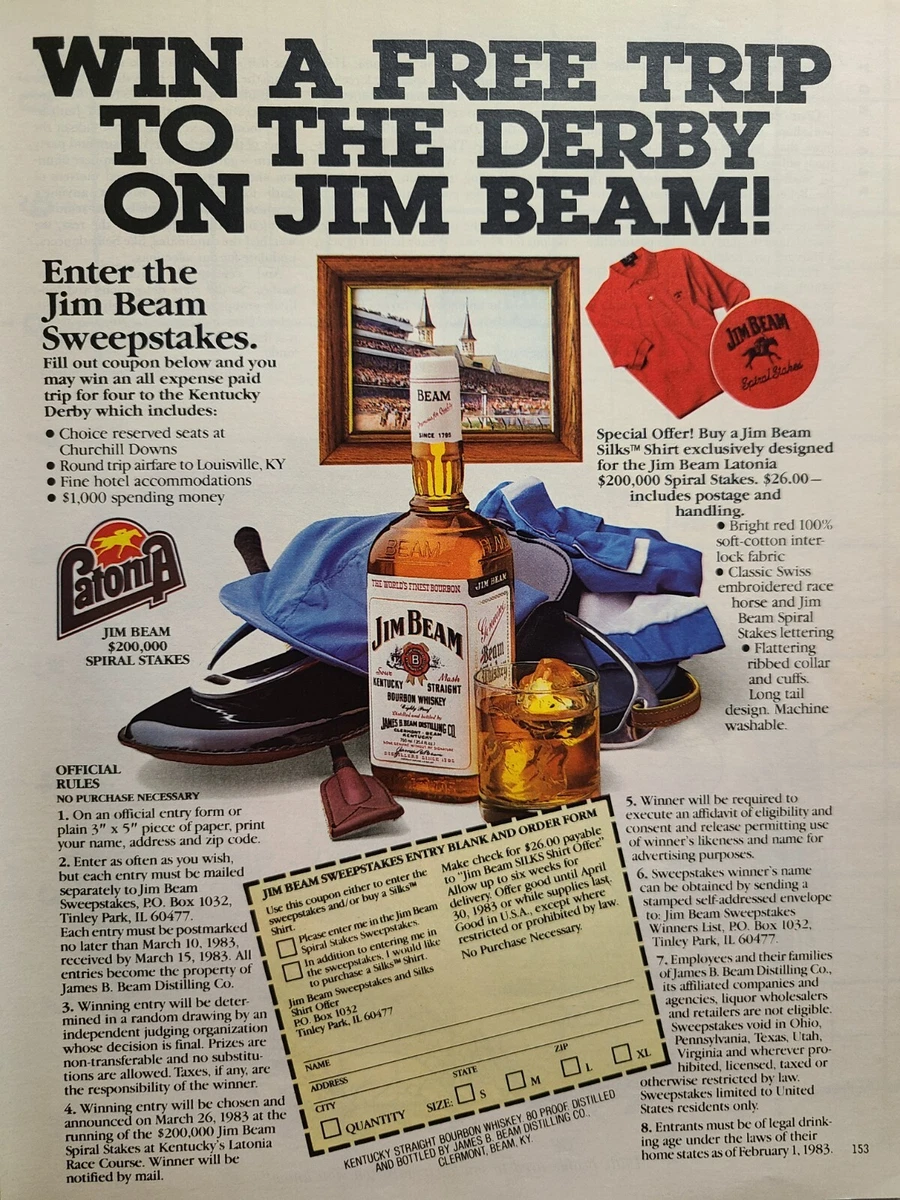 WIN A FREE TRIP
TO THE DERBY
ON JIM BEAM!
Enter the
Jim Beam
Sweepstakes.
Fill out coupon below and you
may win an all expense paid
trip for four to the Kentucky
Derby which includes:
● Choice reserved seats at
Churchill Downs
● Round trip airfare to Louisville, KY
● Fine hotel accommodations
● $1,000 spending money
Latonia
JIM BEAM
$200,000
SPIRAL STAKES
JIM BEAM
Spiral Stakes
Special Offer! Buy a Jim Beam
Silks™ Shirt exclusively designed
for the Jim Beam Latonia
$200,000 Spiral Stakes. $26.00—
includes postage and
handling.
● Bright red 100%
soft-cotton inter-
lock fabric
● Classic Swiss
embroidered race
horse and Jim
Beam Spiral
Stakes lettering
● Flattering
ribbed collar
and cuffs.
Long tail
design. Machine
washable.
BEAM
SINCE 1795
BEAM
THE WORLD'S FINEST BOURBON
JIM BEAM
JIM BEAM
B
Sour Mash
KENTUCKY STRAIGHT
BOURBON WHISKEY
Eighty Proof
Distilled and bottled by
JAMES B. BEAM DISTILLING CO.
CLERMONT · BEAM
KENTUCKY
Genuine
Beam
Whiskey
OFFICIAL
RULES
NO PURCHASE NECESSARY
1. On an official entry form or
plain 3" x 5" piece of paper, print
your name, address and zip code.
2. Enter as often as you wish,
but each entry must be mailed
separately to Jim Beam
Sweepstakes, P.O. Box 1032,
Tinley Park, IL 60477.
Each entry must be postmarked
no later than March 10, 1983,
received by March 15, 1983. All
entries become the property of
James B. Beam Distilling Co.
3. Winning entry will be deter-
mined in a random drawing by an
independent judging organization
whose decision is final. Prizes are
non-transferable and no substitu-
tions are allowed. Taxes, if any, are
the responsibility of the winner.
4. Winning entry will be chosen and
announced on March 26, 1983 at the
running of the $200,000 Jim Beam
Spiral Stakes at Kentucky's Latonia
Race Course. Winner will be
notified by mail.
JIM BEAM SWEEPSTAKES ENTRY BLANK AND ORDER FORM
Use this coupon either to enter the
sweepstakes and/or buy a Silks™
Shirt.
Please enter me in the Jim Beam
Spiral Stakes Sweepstakes.
In addition to entering me in
the sweepstakes, I would like
to purchase a Silks™ Shirt.
Jim Beam Sweepstakes and Silks
Shirt Offer
P.O. Box 1032
Tinley Park, IL 60477
Make check for $26.00 payable
to "Jim Beam SILKS Shirt Offer."
Allow up to six weeks for
delivery. Offer good until April
30, 1983 or while supplies last.
Good in U.S.A., except where
restricted or prohibited by law.
No Purchase Necessary.
NAME
ADDRESS
CITY STATE ZIP
QUANTITY SIZE: S M L XL
KENTUCKY STRAIGHT BOURBON WHISKEY. 80 PROOF. DISTILLED
AND BOTTLED BY JAMES B. BEAM DISTILLING CO.,
CLERMONT, BEAM, KY.
5. Winner will be required to
execute an affidavit of eligibility and
consent and release permitting use
of winner's likeness and name for
advertising purposes.
6. Sweepstakes winner's name
can be obtained by sending a
stamped self-addressed envelope
to: Jim Beam Sweepstakes
Winners List, P.O. Box 1032,
Tinley Park, IL 60477.
7. Employees and their families
of James B. Beam Distilling Co.,
its affiliated companies and
agencies, liquor wholesalers
and retailers are not eligible.
Sweepstakes void in Ohio,
Pennsylvania, Texas, Utah,
Virginia and wherever pro-
hibited, licensed, taxed or
otherwise restricted by law.
Sweepstakes limited to United
States residents only.
8. Entrants must be of legal drink-
ing age under the laws of their
home states as of February 1, 1983.
153